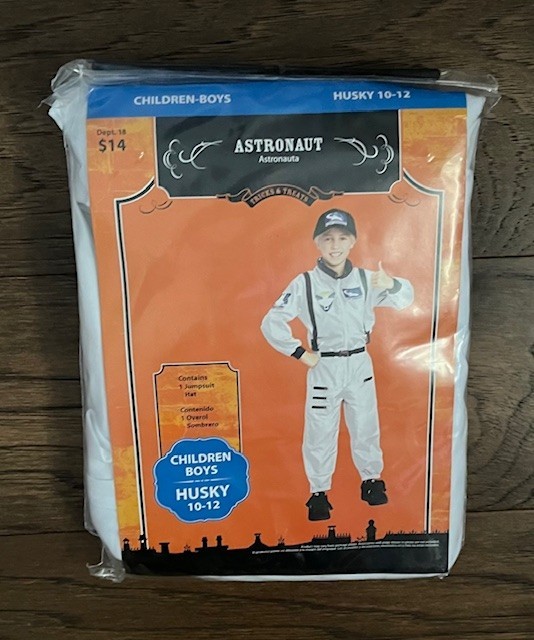 CHILDREN-BOYS
HUSKY 10-12
Dept. 18
$14
ASTRONAUT
Astronauta
TRICKS & TREATS
Contains
1 Jumpsuit
Hat
Contenido
1 Overol
Sombrero
CHILDREN
BOYS
HUSKY
10-12